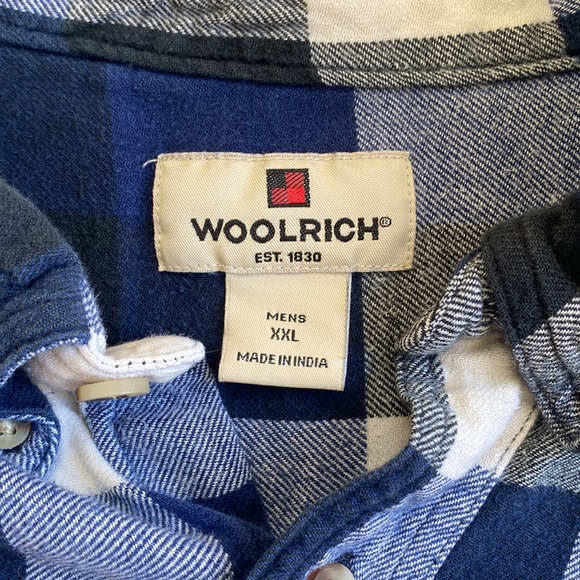 WOOLRICH®
EST. 1830
MENS
XXL
MADE IN INDIA